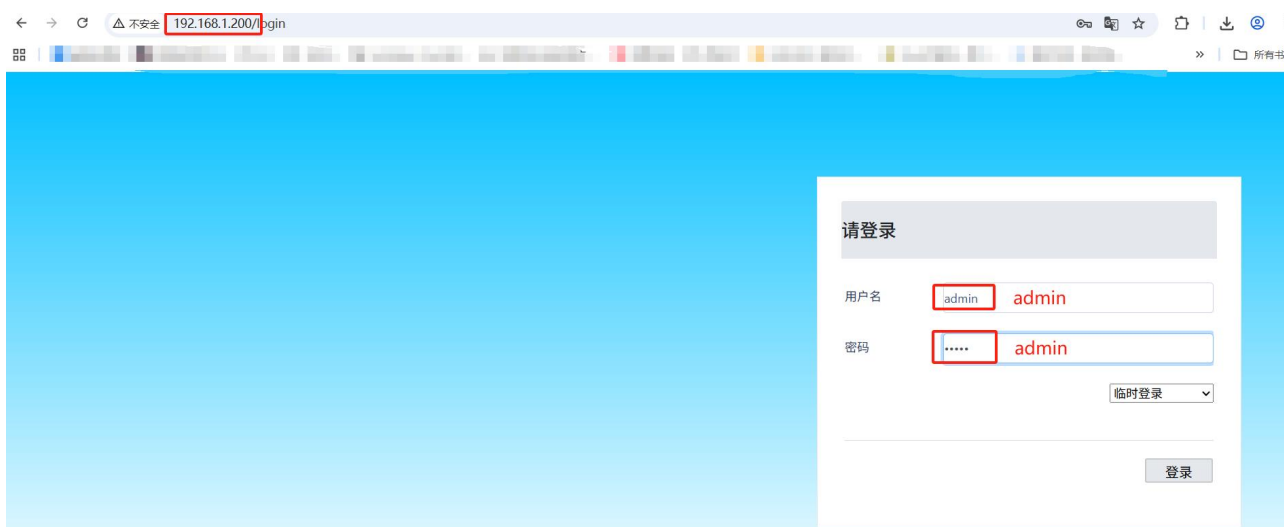 不安全 192.168.1.200/login
所有书
请登录
用户名 admin admin
密码 ••••• admin
临时登录
登录